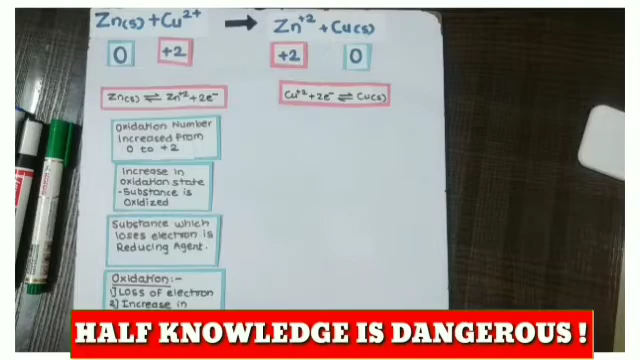 Zn(s) + Cu²⁺ → Zn⁺² + Cu(s)
0 +2 +2 0
Zn(s) ⇌ Zn⁺² + 2e⁻
Cu⁺² + 2e⁻ ⇌ Cu(s)
Oxidation Number
Increased from
0 to +2
Increase in
oxidation state
-Substance is
Oxidized
Substance which
loses electron is
Reducing Agent.
Oxidation:-
1] Loss of electron
2] Increase in
HALF KNOWLEDGE IS DANGEROUS !